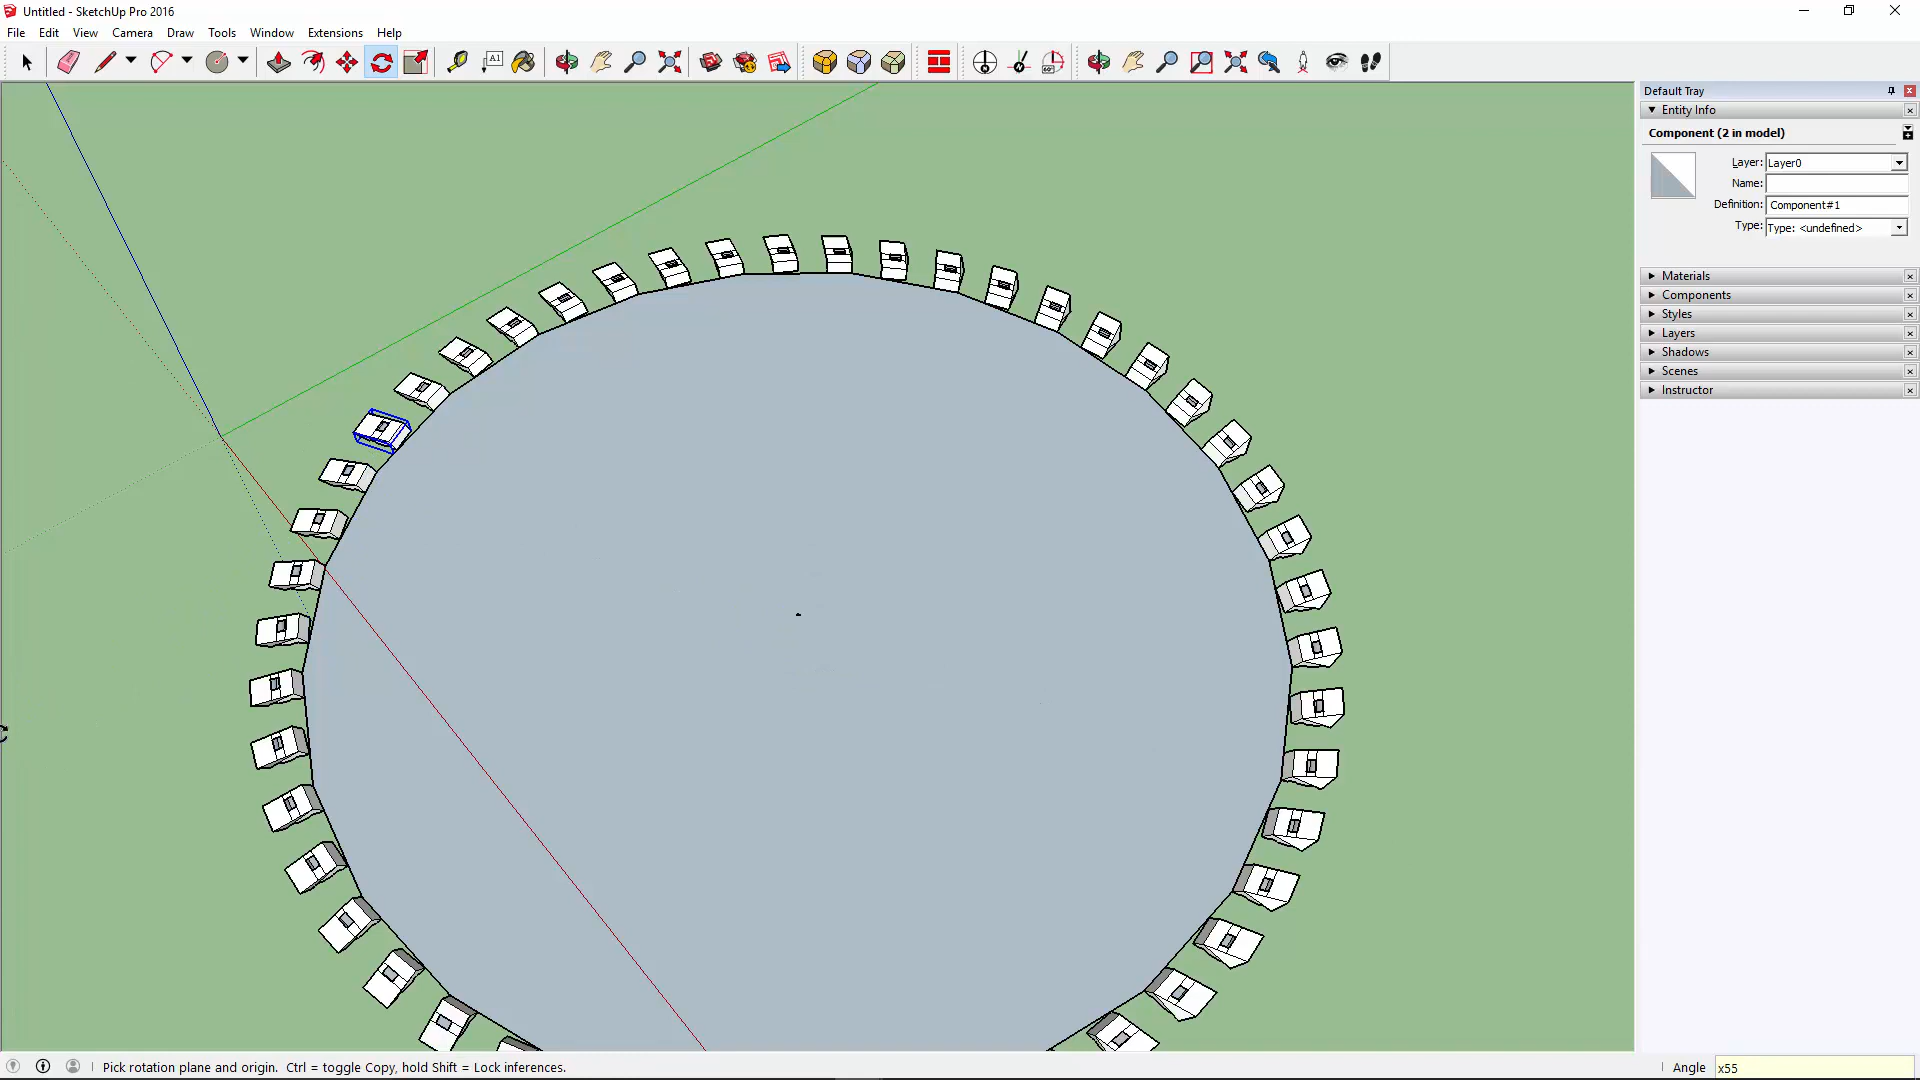 Untitled - SketchUp Pro 2016
File Edit View Camera Draw Tools Window Extensions Help
A1
Default Tray
Entity Info
Component (2 in model)
Layer: Layer0
Name:
Definition: Component#1
Type: Type: <undefined>
Materials
Components
Styles
Layers
Shadows
Scenes
Instructor
Pick rotation plane and origin. Ctrl = toggle Copy, hold Shift = Lock inferences.
Angle x55